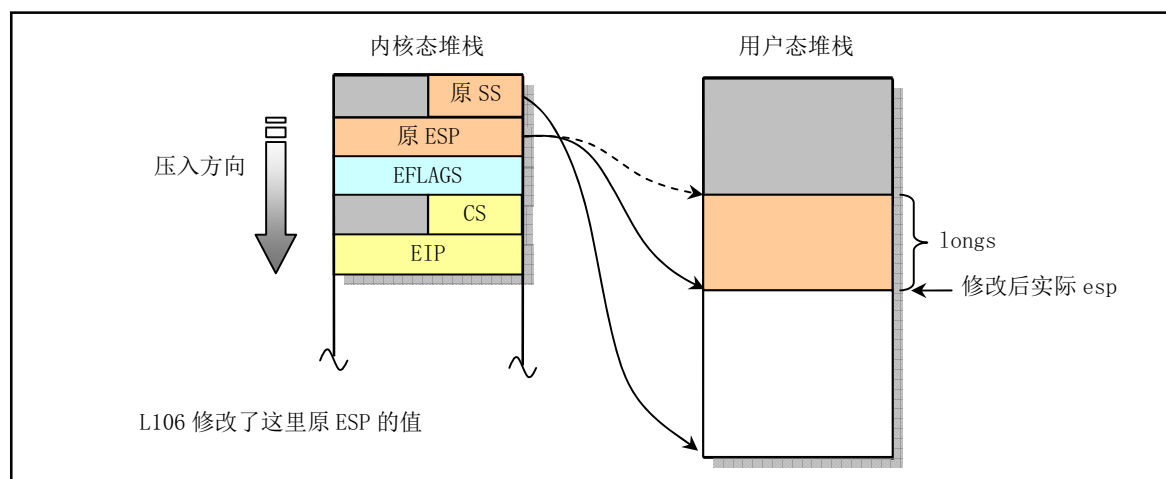 内核态堆栈
用户态堆栈
原 SS
原 ESP
压入方向
EFLAGS
CS
EIP
longs
修改后实际 esp
L106 修改了这里原 ESP 的值